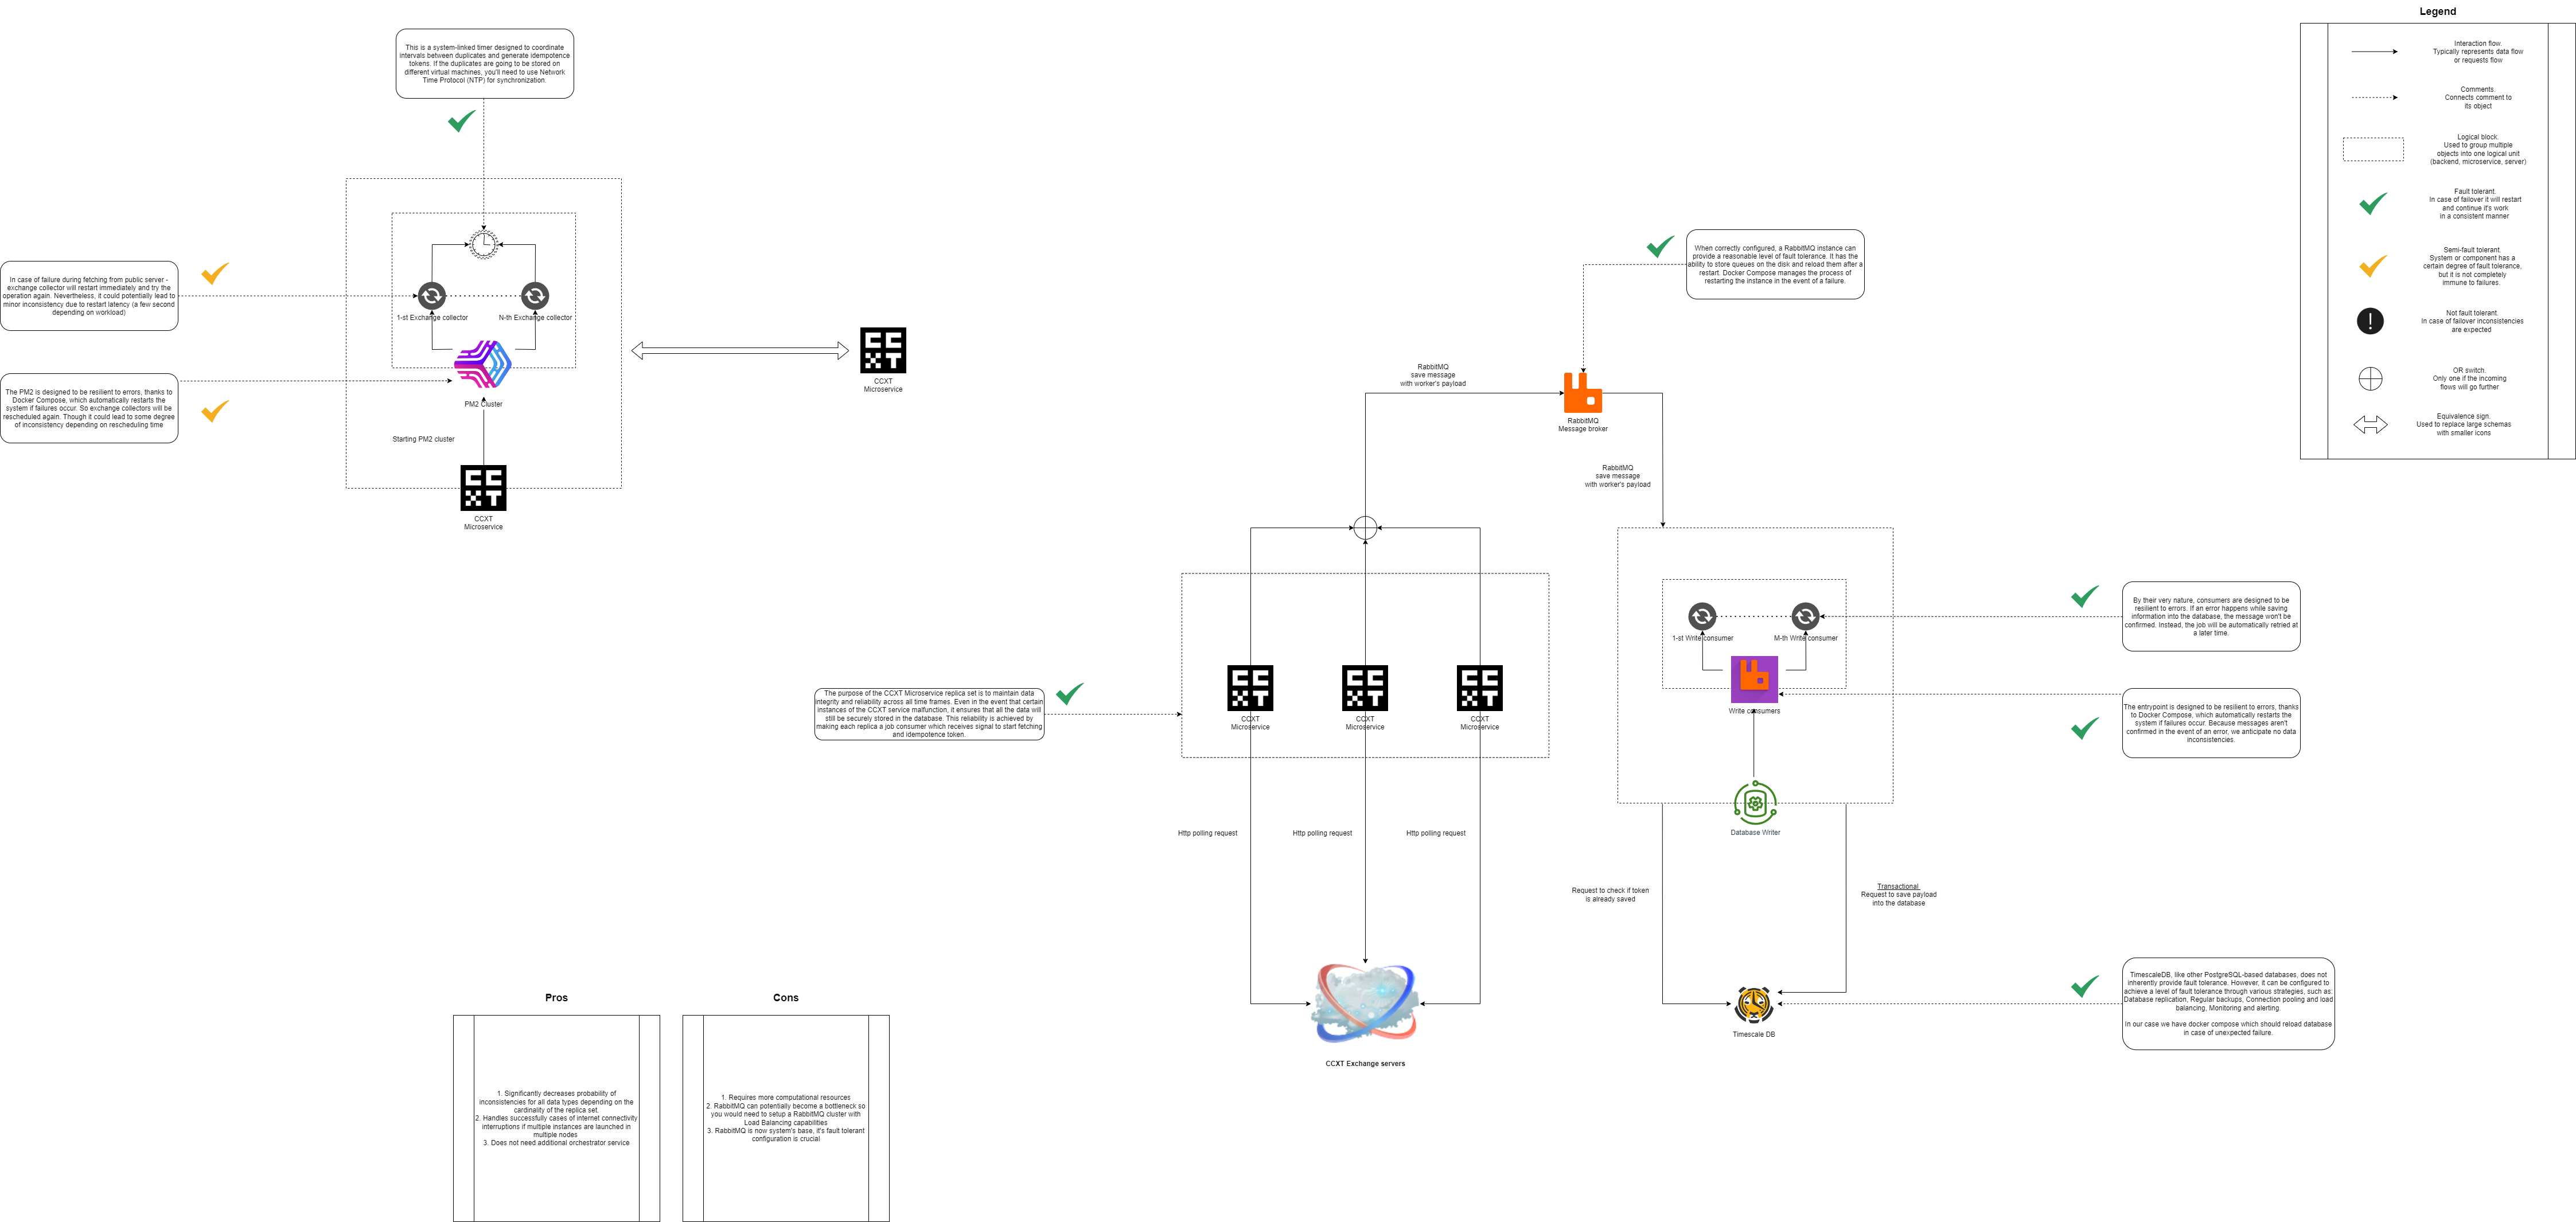 Legend
Interaction flow.
Typically represents data flow
or requests flow
Comments.
Connects comment to
its object
Logical block.
Used to group multiple
objects into one logical unit
(backend, microservice, server)
Fault tolerant.
In case of failover it will restart
and continue it's work
in a consistent manner
Semi-fault tolerant.
System or component has a
certain degree of fault tolerance,
but it is not completely
immune to failures.
Not fault tolerant.
In case of failover inconsistencies
are expected
OR switch.
Only one if the incoming
flows will go further
Equivalence sign.
Used to replace large schemas
with smaller icons
This is a system-linked timer designed to coordinate
intervals between duplicates and generate idempotence
tokens. If the duplicates are going to be stored on
different virtual machines, you'll need to use Network
Time Protocol (NTP) for synchronization.
In case of failure during fetching from public server -
exchange collector will restart immediately and try the
operation again. Nevertheless, it could potentially lead to
minor inconsistency due to restart latency (a few second
depending on workload)
1-st Exchange collector
N-th Exchange collector
The PM2 is designed to be resilient to errors, thanks to
Docker Compose, which automatically restarts the
system if failures occur. So exchange collectors will be
rescheduled again. Though it could lead to some degree
of inconsistency depending on rescheduling time
PM2 Cluster
Starting PM2 cluster
CCXT
Microservice
CCXT
Microservice
When correctly configured, a RabbitMQ instance can
provide a reasonable level of fault tolerance. It has the
ability to store queues on the disk and reload them after a
restart. Docker Compose manages the process of
restarting the instance in the event of a failure.
RabbitMQ
save message
with worker's payload
RabbitMQ
Message broker
RabbitMQ
save message
with worker's payload
The purpose of the CCXT Microservice replica set is to maintain data
integrity and reliability across all time frames. Even in the event that certain
instances of the CCXT service malfunction, it ensures that all the data will
still be securely stored in the database. This reliability is achieved by
making each replica a job consumer which receives signal to start fetching
and idempotence token.
CCXT
Microservice
CCXT
Microservice
CCXT
Microservice
Http polling request
Http polling request
Http polling request
CCXT Exchange servers
1-st Write consumer
M-th Write consumer
Write consumers
Database Writer
By their very nature, consumers are designed to be
resilient to errors. If an error happens while saving
information into the database, the message won't be
confirmed. Instead, the job will be automatically retried at
a later time.
The entrypoint is designed to be resilient to errors, thanks
to Docker Compose, which automatically restarts the
system if failures occur. Because messages aren't
confirmed in the event of an error, we anticipate no data
inconsistencies.
Request to check if token
is already saved
Transactional.
Request to save payload
into the database
Timescale DB
TimescaleDB, like other PostgreSQL-based databases, does not
inherently provide fault tolerance. However, it can be configured to
achieve a level of fault tolerance through various strategies, such as:
Database replication, Regular backups, Connection pooling and load
balancing, Monitoring and alerting.
In our case we have docker compose which should reload database
in case of unexpected failure.
Pros
1. Significantly decreases probability of
inconsistencies for all data types depending on the
cardinality of the replica set.
2. Handles successfully cases of internet connectivity
interruptions if multiple instances are launched in
multiple nodes
3. Does not need additional orchestrator service
Cons
1. Requires more computational resources
2. RabbitMQ can potentially become a bottleneck so
you would need to setup a RabbitMQ cluster with
Load Balancing capabilities
3. RabbitMQ is now system's base, it's fault tolerant
configuration is crucial